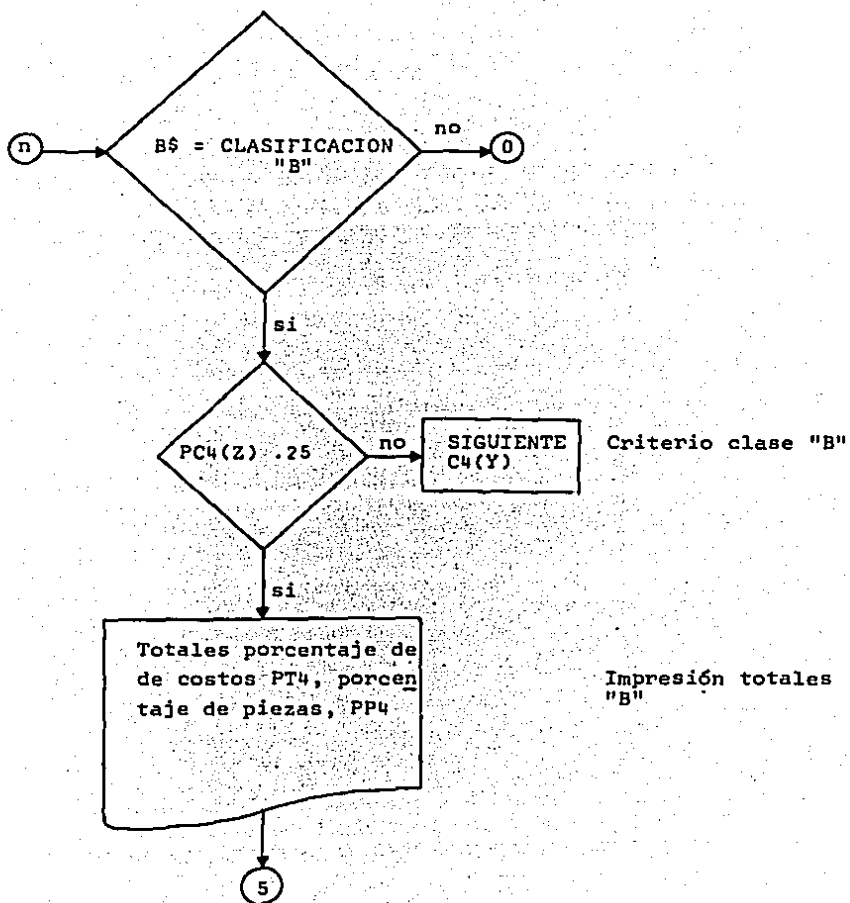 n
B$ = CLASIFICACION
"B"
no
0
si
PC4(Z) .25
no
SIGUIENTE
C4(Y)
Criterio clase "B"
si
Totales porcentaje de
de costos PT4, porcen
taje de piezas, PP4
Impresión totales
"B"
5